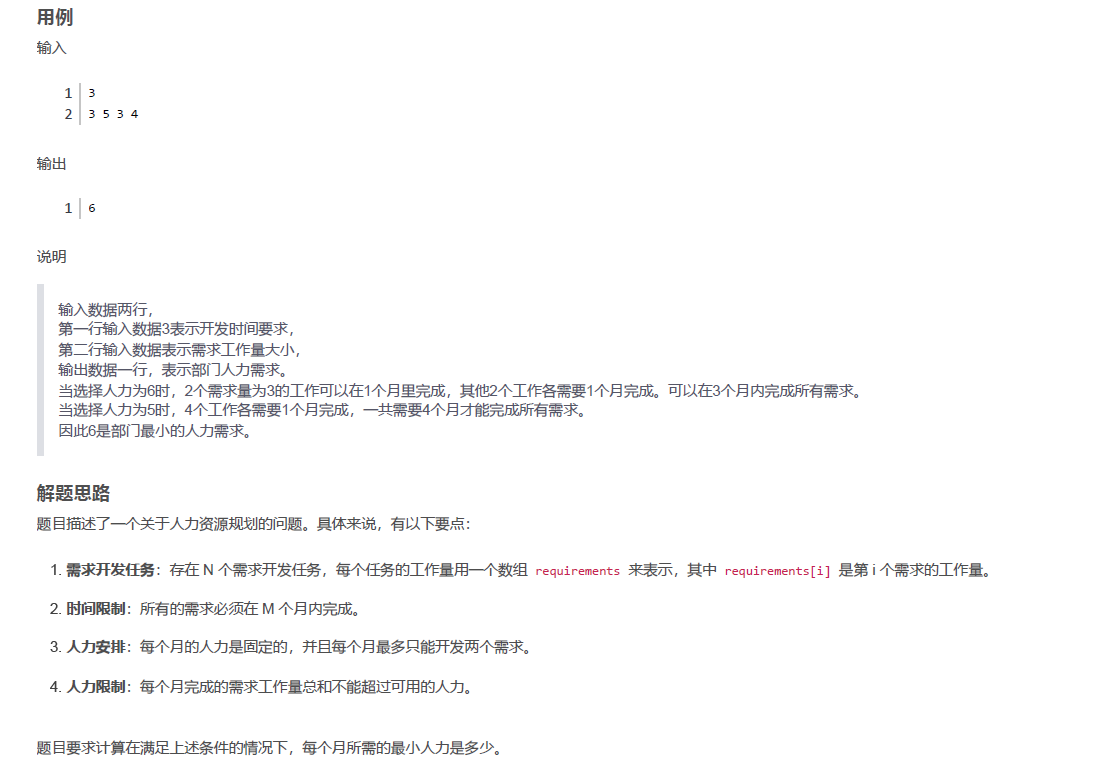 用例
输入
1 3
2 3 5 3 4
输出
1 6
说明
输入数据两行，
第一行输入数据3表示开发时间要求，
第二行输入数据表示需求工作量大小，
输出数据一行，表示部门人力需求。
当选择人力为6时，2个需求量为3的工作可以在1个月里完成，其他2个工作各需要1个月完成。可以在3个月内完成所有需求。
当选择人力为5时，4个工作各需要1个月完成，一共需要4个月才能完成所有需求。
因此6是部门最小的人力需求。
解题思路
题目描述了一个关于人力资源规划的问题。具体来说，有以下要点：
1. 需求开发任务：存在 N 个需求开发任务，每个任务的工作量用一个数组 requirements 来表示，其中 requirements[i] 是第 i 个需求的工作量。
2. 时间限制：所有的需求必须在 M 个月内完成。
3. 人力安排：每个月的人力是固定的，并且每个月最多只能开发两个需求。
4. 人力限制：每个月完成的需求工作量总和不能超过可用的人力。
题目要求计算在满足上述条件的情况下，每个月所需的最小人力是多少。